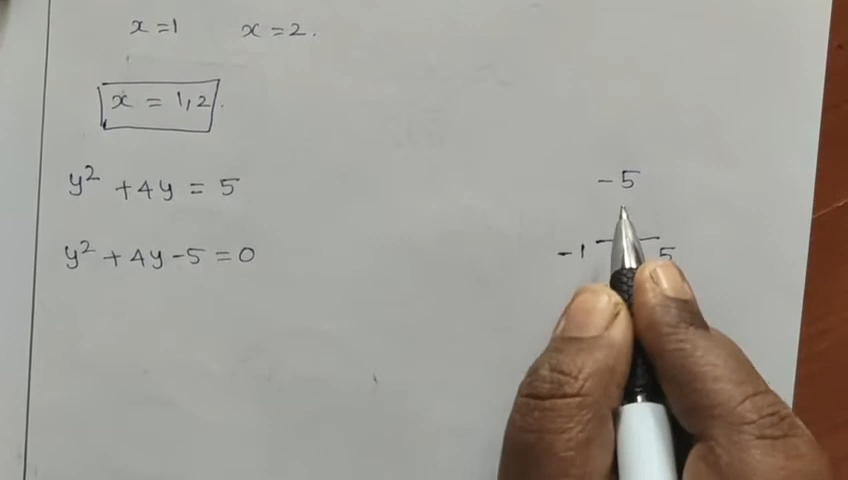 x = 1 x = 2.
x = 1, 2.
y² + 4y = 5
y² + 4y - 5 = 0
-5
-1 5